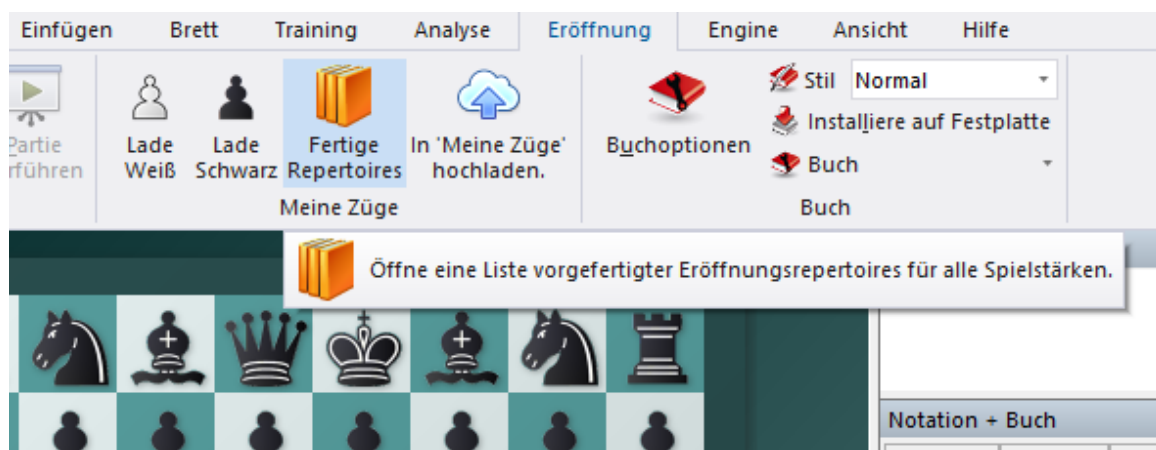 Einfügen Brett Training Analyse Eröffnung Engine Ansicht Hilfe
Partie Lade Lade Fertige In 'Meine Züge' Buchoptionen Stil Normal
rführen Weiß Schwarz Repertoires hochladen. Installiere auf Festplatte
Buch
Meine Züge Buch
Öffne eine Liste vorgefertigter Eröffnungsrepertoires für alle Spielstärken.
Notation + Buch